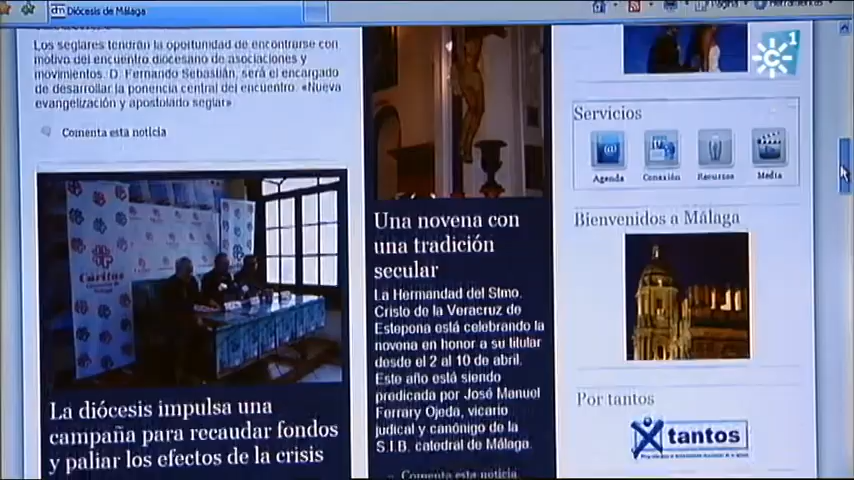 Diócesis de Málaga
Página
Herramientas
Los seglares tendrán la oportunidad de encontrarse con
motivo del encuentro diocesano de asociaciones y
movimientos. D. Fernando Sebastián, será el encargado
de desarrollar la ponencia central del encuentro. «Nueva
evangelización y apostolado seglar».
Comenta esta noticia
Cáritas
La diócesis impulsa una
campaña para recaudar fondos
y paliar los efectos de la crisis
Una novena con
una tradición
secular
La Hermandad del Stmo.
Cristo de la Veracruz de
Estepona está celebrando la
novena en honor a su titular
desde el 2 al 10 de abril.
Este año está siendo
predicada por José Manuel
Ferrary Ojeda, vicario
judicial y canónigo de la
S.I.B. catedral de Málaga.
Comenta esta noticia
1
Servicios
Agenda
Conexión
Recursos
Media
Bienvenidos a Málaga
Por tantos
Xtantos